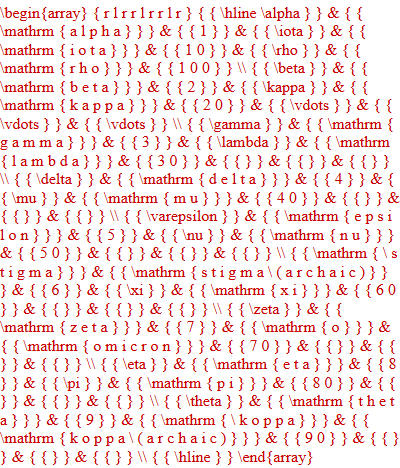 \begin{array} { r l r r l r r l r } { { \hline \alpha } } & { {
\mathrm { a l p h a } } } & { { 1 } } & { { \iota } } & { {
\mathrm { i o t a } } } & { { 1 0 } } & { { \rho } } & { {
\mathrm { r h o } } } & { { 1 0 0 } } \\ { { \beta } } & { {
\mathrm { b e t a } } } & { { 2 } } & { { \kappa } } & { {
\mathrm { k a p p a } } } & { { 2 0 } } & { { \vdots } } & { {
\vdots } } & { { \vdots } } \\ { { \gamma } } & { { \mathrm {
g a m m a } } } & { { 3 } } & { { \lambda } } & { { \mathrm
{ l a m b d a } } } & { { 3 0 } } & { {} } & { {} } & { {} }
\\ { { \delta } } & { { \mathrm { d e l t a } } } & { { 4 } } & {
{ \mu } } & { { \mathrm { m u } } } & { { 4 0 } } & { {} } &
{ {} } & { {} } \\ { { \varepsilon } } & { { \mathrm { e p s i
l o n } } } & { { 5 } } & { { \nu } } & { { \mathrm { n u } } }
& { { 5 0 } } & { {} } & { {} } & { {} } \\ { { \mathrm { \s
t i g m a } } } & { { \mathrm { s t i g m a \ ( a r c h a i c ) } }
} & { { 6 } } & { { \xi } } & { { \mathrm { x i } } } & { { 6 0
} } & { {} } & { {} } & { {} } \\ { { \zeta } } & { {
\mathrm { z e t a } } } & { { 7 } } & { { \mathrm { o } } } &
{ { \mathrm { o m i c r o n } } } & { { 7 0 } } & { {} } & { {
} } & { {} } \\ { { \eta } } & { { \mathrm { e t a } } } & { { 8
} } & { { \pi } } & { { \mathrm { p i } } } & { { 8 0 } } & { {
} } & { {} } & { {} } \\ { { \theta } } & { { \mathrm { t h e t
a } } } & { { 9 } } & { { \mathrm { \ k o p p a } } } & { {
\mathrm { k o p p a \ ( a r c h a i c ) } } } & { { 9 0 } } & { {
} } & { {} } & { {} } \\ { { \hline } } \end{array}